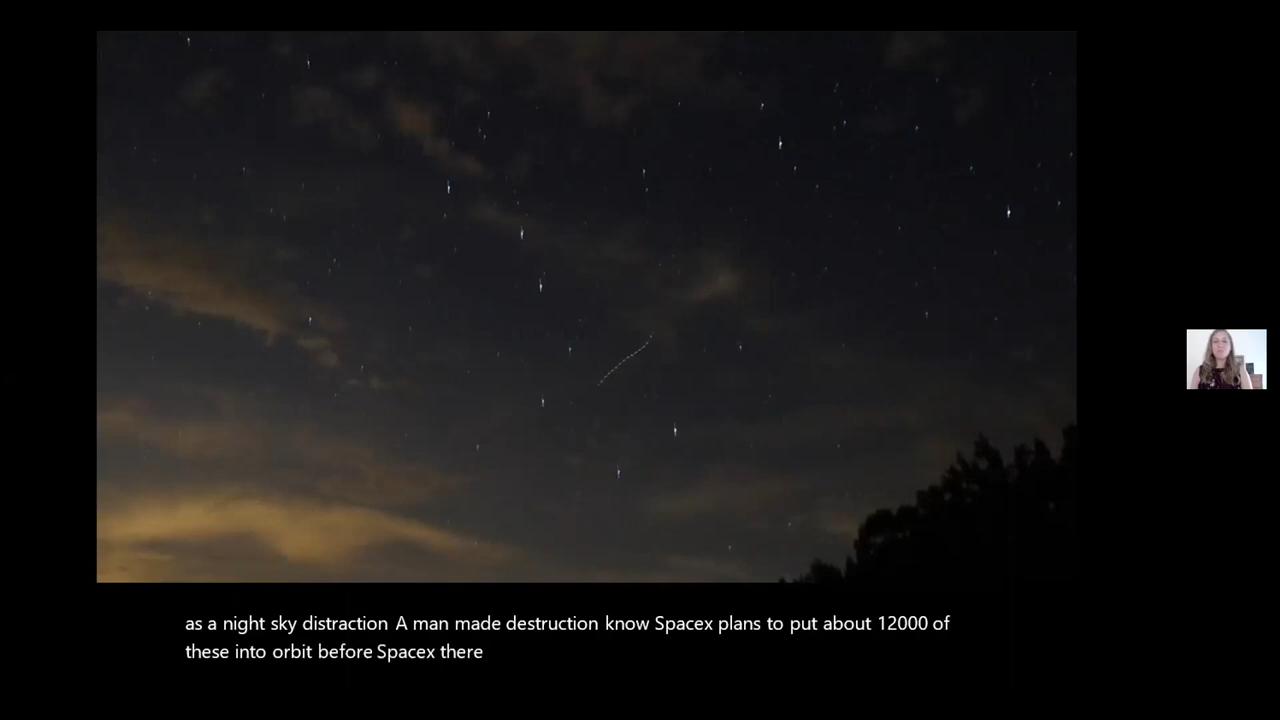 as a night sky distraction A man made destruction know Spacex plans to put about 12000 of
these into orbit before Spacex there